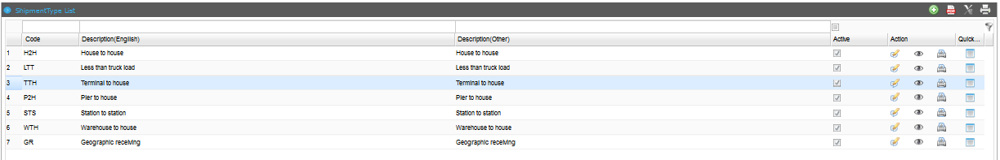 ShipmentType List
Code Description(English) Description(Other) Active Action Quick...
1 H2H House to house House to house
2 LTT Less than truck load Less than truck load
3 TTH Terminal to house Terminal to house
4 P2H Pier to house Pier to house
5 STS Station to station Station to station
6 WTH Warehouse to house Warehouse to house
7 GR Geographic receiving Geographic receiving